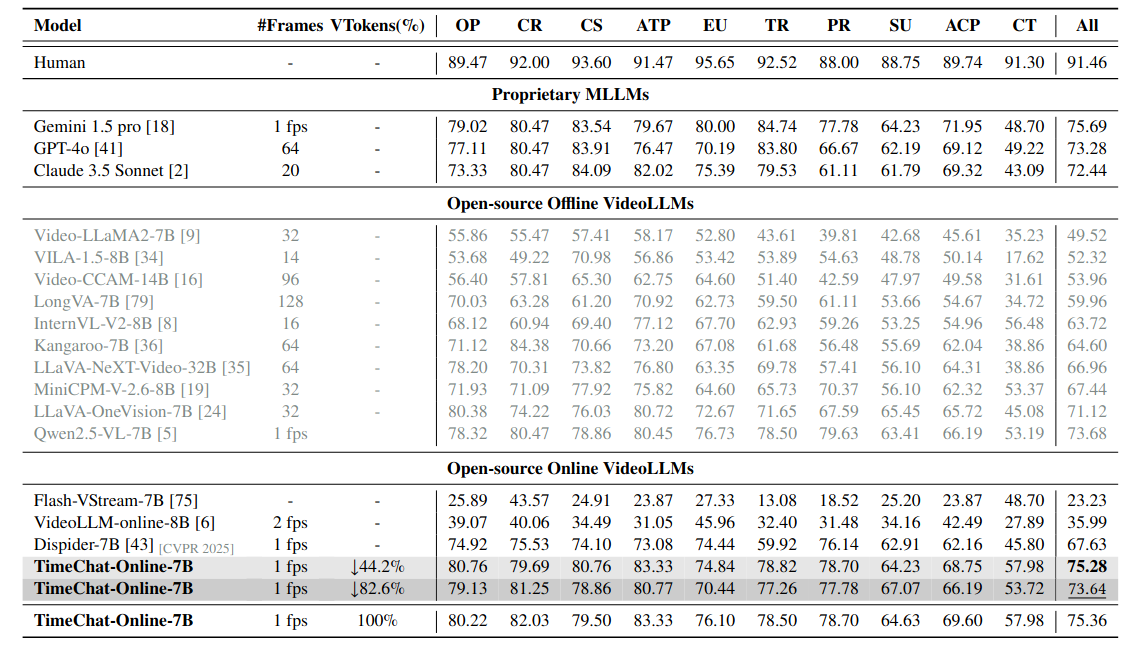 Model #Frames VTokens(%) OP CR CS ATP EU TR PR SU ACP CT All
Human - - 89.47 92.00 93.60 91.47 95.65 92.52 88.00 88.75 89.74 91.30 91.46
Proprietary MLLMs
Gemini 1.5 pro [18] 1 fps - 79.02 80.47 83.54 79.67 80.00 84.74 77.78 64.23 71.95 48.70 75.69
GPT-4o [41] 64 - 77.11 80.47 83.91 76.47 70.19 83.80 66.67 62.19 69.12 49.22 73.28
Claude 3.5 Sonnet [2] 20 - 73.33 80.47 84.09 82.02 75.39 79.53 61.11 61.79 69.32 43.09 72.44
Open-source Offline VideoLLMs
Video-LLaMA2-7B [9] 32 - 55.86 55.47 57.41 58.17 52.80 43.61 39.81 42.68 45.61 35.23 49.52
VILA-1.5-8B [34] 14 - 53.68 49.22 70.98 56.86 53.42 53.89 54.63 48.78 50.14 17.62 52.32
Video-CCAM-14B [16] 96 - 56.40 57.81 65.30 62.75 64.60 51.40 42.59 47.97 49.58 31.61 53.96
LongVA-7B [79] 128 - 70.03 63.28 61.20 70.92 62.73 59.50 61.11 53.66 54.67 34.72 59.96
InternVL-V2-8B [8] 16 - 68.12 60.94 69.40 77.12 67.70 62.93 59.26 53.25 54.96 56.48 63.72
Kangaroo-7B [36] 64 - 71.12 84.38 70.66 73.20 67.08 61.68 56.48 55.69 62.04 38.86 64.60
LLaVA-NeXT-Video-32B [35] 64 - 78.20 70.31 73.82 76.80 63.35 69.78 57.41 56.10 64.31 38.86 66.96
MiniCPM-V-2.6-8B [19] 32 - 71.93 71.09 77.92 75.82 64.60 65.73 70.37 56.10 62.32 53.37 67.44
LLaVA-OneVision-7B [24] 32 - 80.38 74.22 76.03 80.72 72.67 71.65 67.59 65.45 65.72 45.08 71.12
Qwen2.5-VL-7B [5] 1 fps 78.32 80.47 78.86 80.45 76.73 78.50 79.63 63.41 66.19 53.19 73.68
Open-source Online VideoLLMs
Flash-VStream-7B [75] - - 25.89 43.57 24.91 23.87 27.33 13.08 18.52 25.20 23.87 48.70 23.23
VideoLLM-online-8B [6] 2 fps - 39.07 40.06 34.49 31.05 45.96 32.40 31.48 34.16 42.49 27.89 35.99
Dispider-7B [43] [CVPR 2025] 1 fps - 74.92 75.53 74.10 73.08 74.44 59.92 76.14 62.91 62.16 45.80 67.63
TimeChat-Online-7B 1 fps ↓44.2% 80.76 79.69 80.76 83.33 74.84 78.82 78.70 64.23 68.75 57.98 75.28
TimeChat-Online-7B 1 fps ↓82.6% 79.13 81.25 78.86 80.77 70.44 77.26 77.78 67.07 66.19 53.72 73.64
TimeChat-Online-7B 1 fps 100% 80.22 82.03 79.50 83.33 76.10 78.50 78.70 64.63 69.60 57.98 75.36